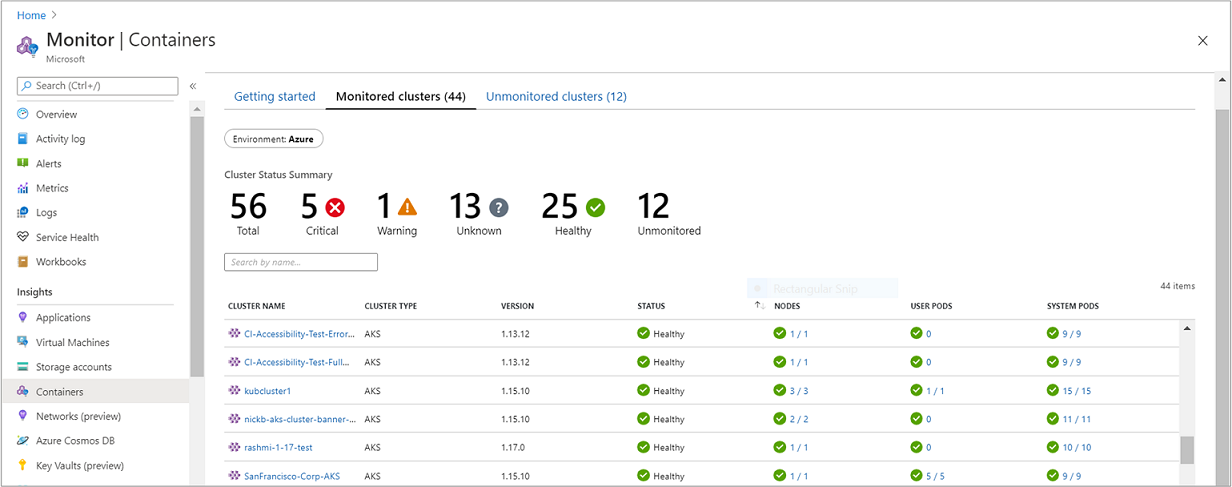 Home
Monitor | Containers
Microsoft
Search (Ctrl+/)
Overview
Activity log
Alerts
Metrics
Logs
Service Health
Workbooks
Insights
Applications
Virtual Machines
Storage accounts
Containers
Networks (preview)
Azure Cosmos DB
Key Vaults (preview)
Getting started Monitored clusters (44) Unmonitored clusters (12)
Environment: Azure
Cluster Status Summary
56 5 1 13 25 12
Total Critical Warning Unknown Healthy Unmonitored
Search by name...
Rectangular Snip
44 items
CLUSTER NAME CLUSTER TYPE VERSION STATUS NODES USER PODS SYSTEM PODS
CI-Accessibility-Test-Error... AKS 1.13.12 Healthy 1 / 1 0 9 / 9
CI-Accessibility-Test-Full... AKS 1.13.12 Healthy 1 / 1 0 9 / 9
kubcluster1 AKS 1.15.10 Healthy 3 / 3 1 / 1 15 / 15
nickb-aks-cluster-banner-... AKS 1.15.10 Healthy 2 / 2 0 11 / 11
rashmi-1-17-test AKS 1.17.0 Healthy 1 / 1 0 10 / 10
SanFrancisco-Corp-AKS AKS 1.15.10 Healthy 1 / 1 5 / 5 9 / 9